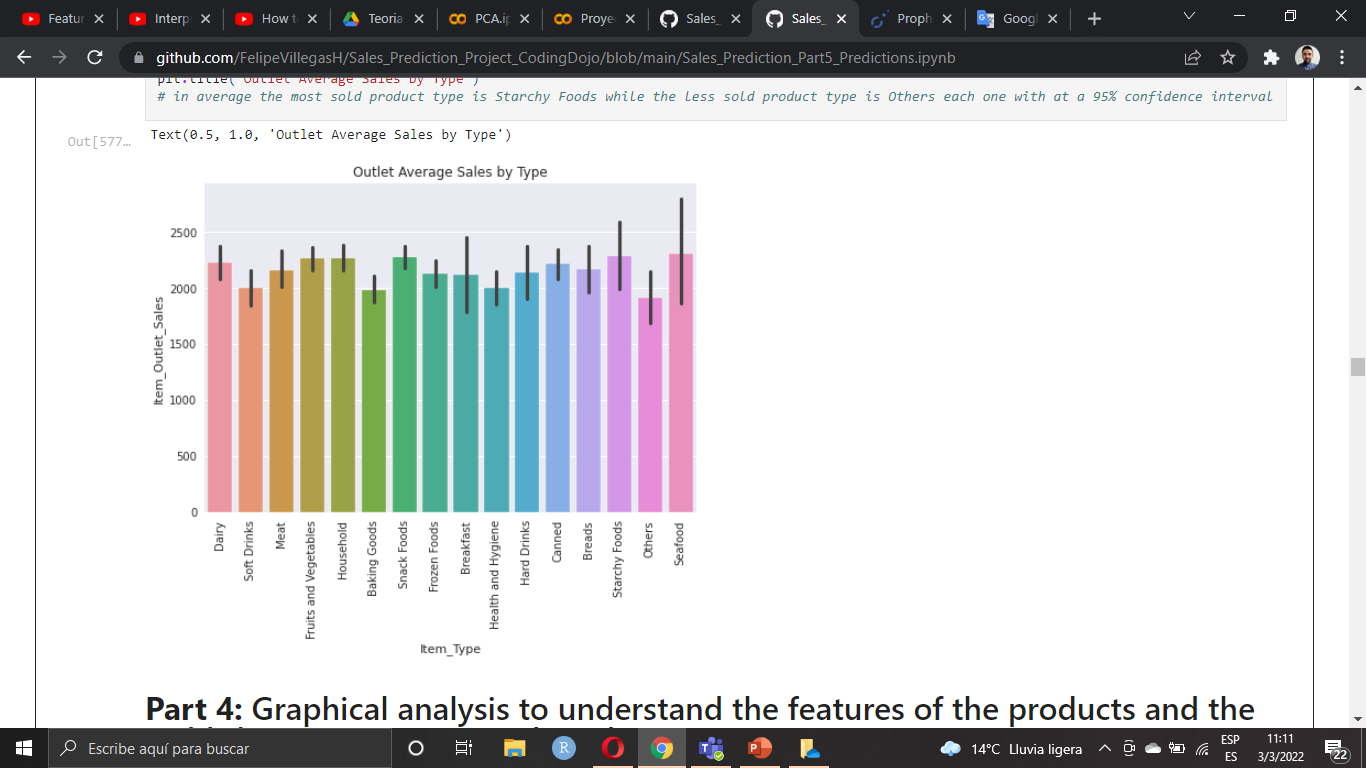 Featur
Interp
How t
Teoria
PCA.i
Proye
Sales_
Sales_
Proph
Googl
github.com/FelipeVillegasH/Sales_Prediction_Project_CodingDojo/blob/main/Sales_Prediction_Part5_Predictions.ipynb
plt.title('Outlet Average Sales by Type')
# in average the most sold product type is Starchy Foods while the less sold product type is Others each one with at a 95% confidence interval
Out[577…
Text(0.5, 1.0, 'Outlet Average Sales by Type')
Outlet Average Sales by Type
2500
2000
1500
1000
500
0
Item_Outlet_Sales
Dairy
Soft Drinks
Meat
Fruits and Vegetables
Household
Baking Goods
Snack Foods
Frozen Foods
Breakfast
Health and Hygiene
Hard Drinks
Canned
Breads
Starchy Foods
Others
Seafood
Item_Type
Part 4: Graphical analysis to understand the features of the products and the
Escribe aquí para buscar
R
14°C Lluvia ligera
ESP
ES
11:11
3/3/2022
22